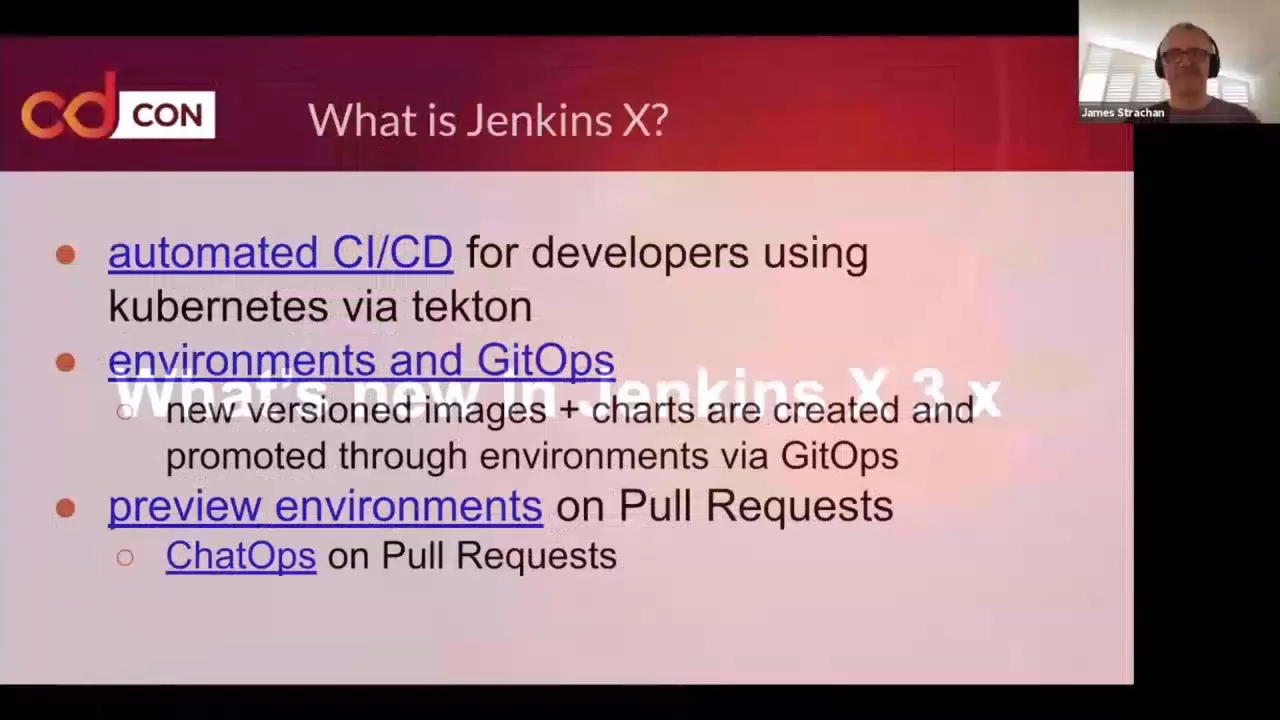 cd CON
What is Jenkins X?
James Strachan
● automated CI/CD for developers using
kubernetes via tekton
● environments and GitOps
What's new in Jenkins X 3.x
○ new versioned images + charts are created and
promoted through environments via GitOps
● preview environments on Pull Requests
○ ChatOps on Pull Requests